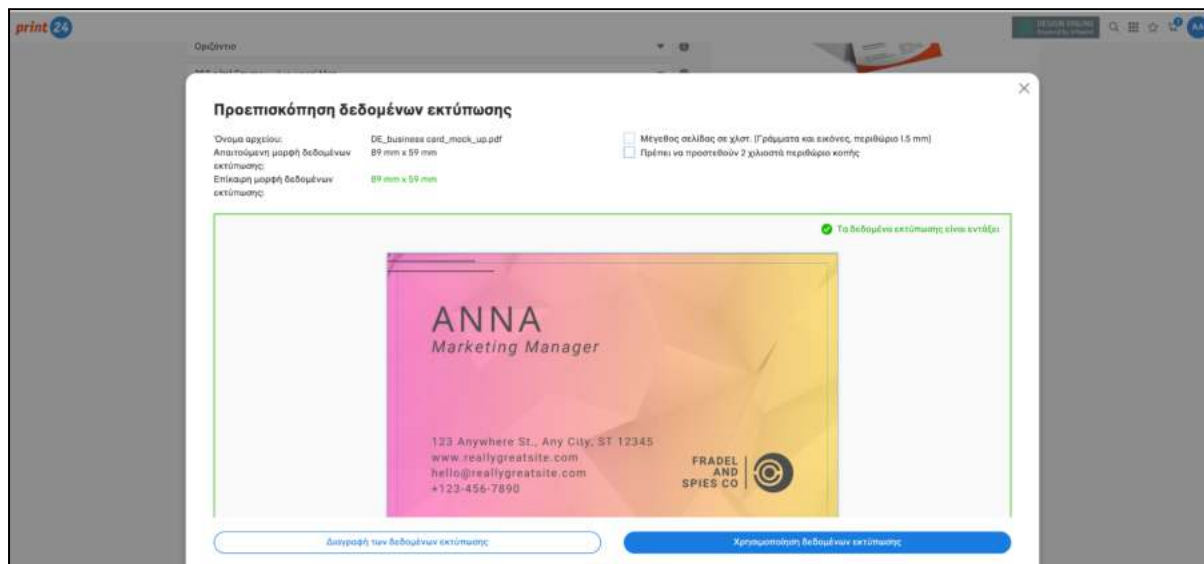 print 24
DESIGN ONLINE
Οριζόντιο
Προεπισκόπηση δεδομένων εκτύπωσης
Όνομα αρχείου: DE_business card_mock_up.pdf
Απαιτούμενη μορφή δεδομένων εκτύπωσης: 89 mm x 59 mm
Επίκαιρη μορφή δεδομένων εκτύπωσης: 89 mm x 59 mm
Μέγεθος σελίδας σε χλστ. (Γράμματα και εικόνες, περιθώριο 1.5 mm)
Πρέπει να προστεθούν 2 χιλιοστά περιθώριο κοπής
Τα δεδομένα εκτύπωσης είναι εντάξει
ANNA
Marketing Manager
123 Anywhere St., Any City, ST 12345
www.reallygreatsite.com
hello@reallygreatsite.com
+123-456-7890
FRADEL
AND
SPIES CO
Διαγραφή των δεδομένων εκτύπωσης
Χρησιμοποίηση δεδομένων εκτύπωσης